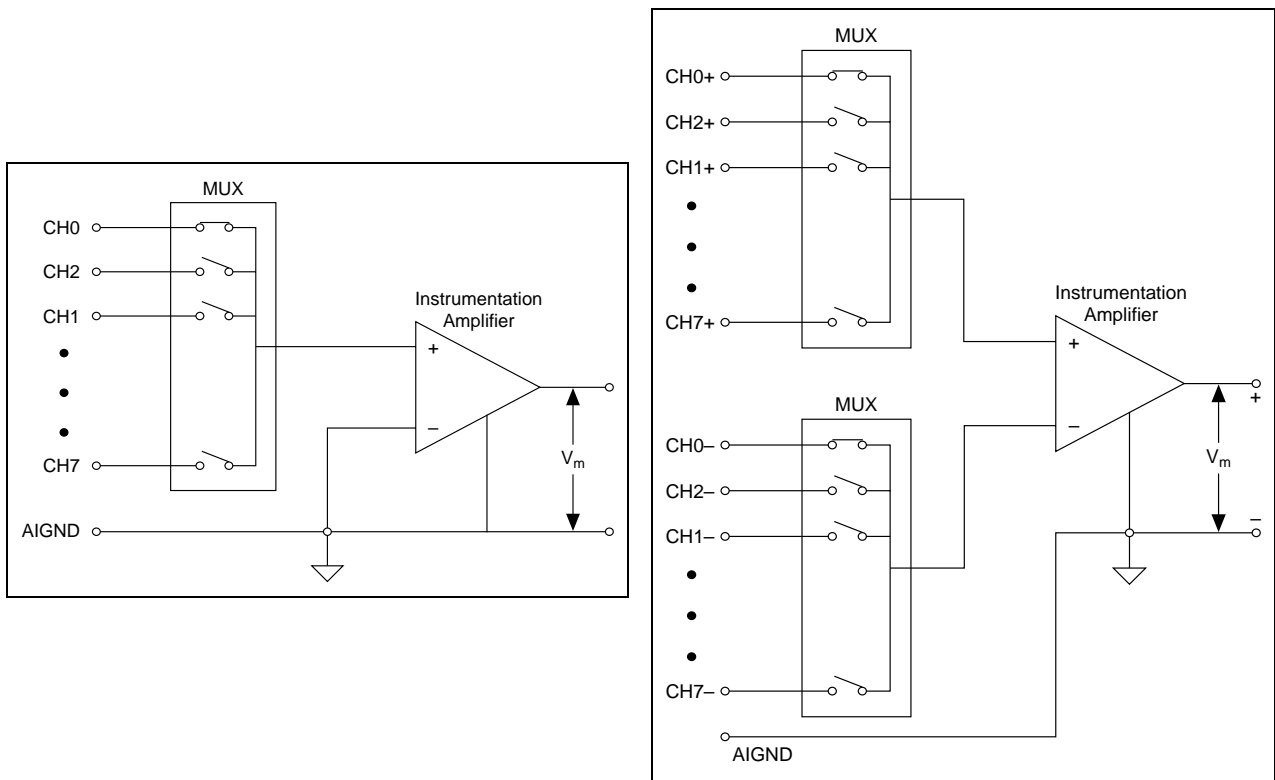 MUX
CH0
CH2
CH1
CH7
AIGND
Instrumentation
Amplifier
+
–
Vm
MUX
CH0+
CH2+
CH1+
CH7+
MUX
CH0–
CH2–
CH1–
CH7–
AIGND
Instrumentation
Amplifier
+
–
+
Vm
–